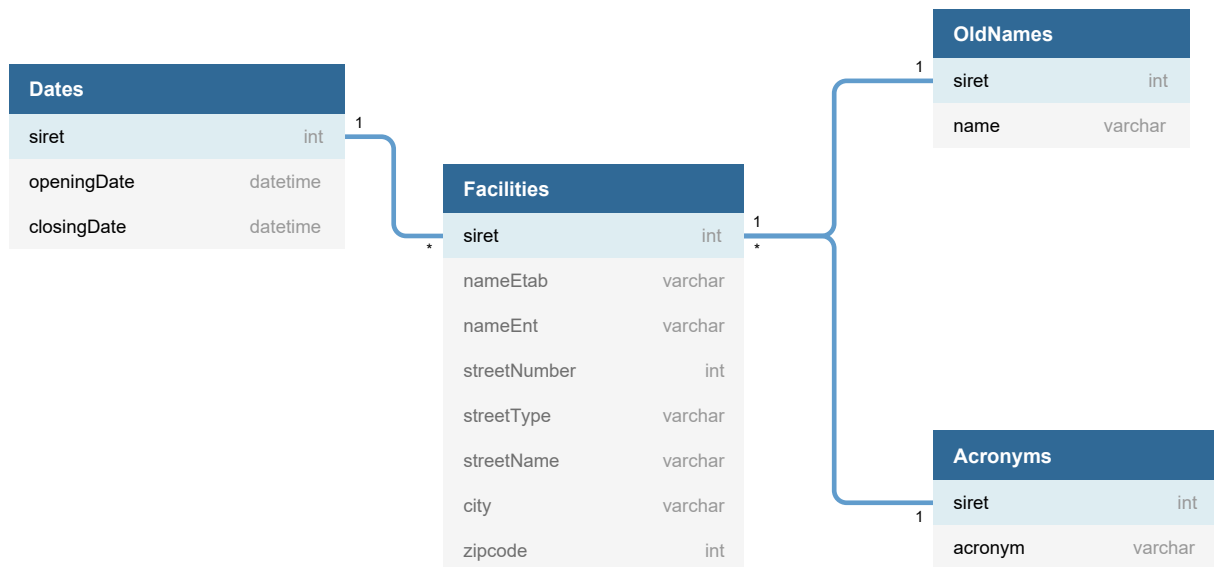 Dates
siret int
openingDate datetime
closingDate datetime
1
*
Facilities
siret int
nameEtab varchar
nameEnt varchar
streetNumber int
streetType varchar
streetName varchar
city varchar
zipcode int
1
*
1
OldNames
siret int
name varchar
1
Acronyms
siret int
acronym varchar